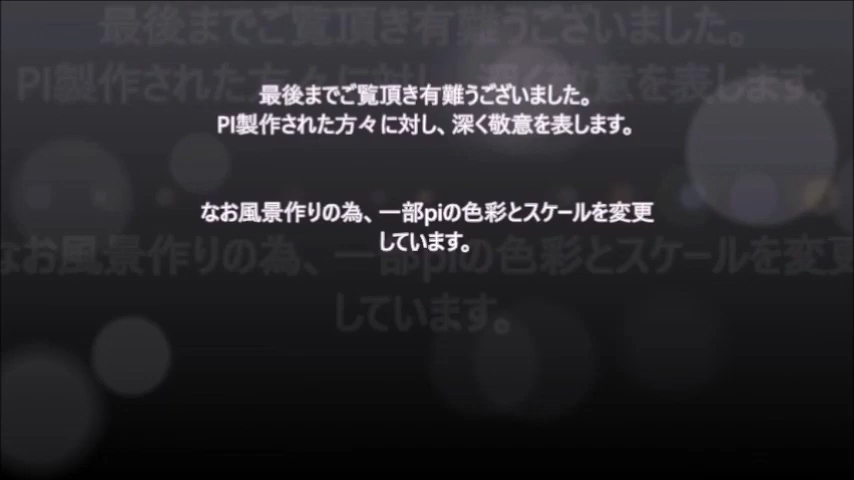 最後までご覧頂き有難うございました。
PI製作された方々に対し、深く敬意を表します。
なお風景作りの為、一部piの色彩とスケールを変更
しています。